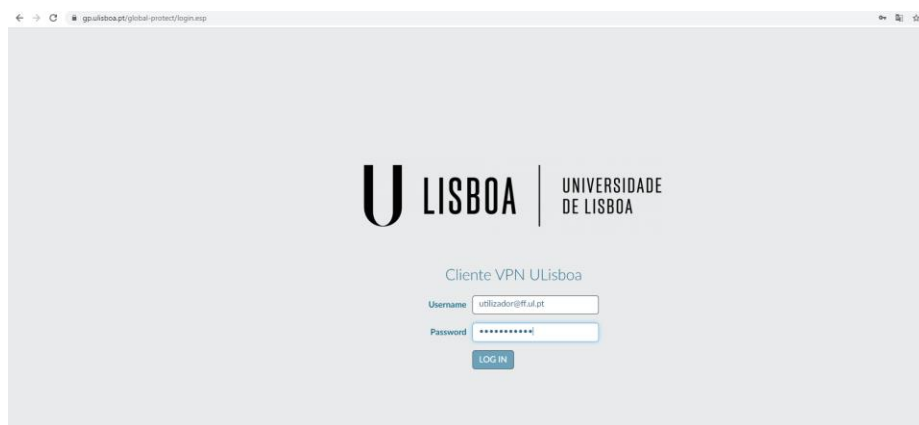 gp.ulisboa.pt/global-protect/login.esp
U LISBOA
UNIVERSIDADE
DE LISBOA
Cliente VPN ULisboa
Username utilizador@ff.ul.pt
Password •••••••••••
LOG IN